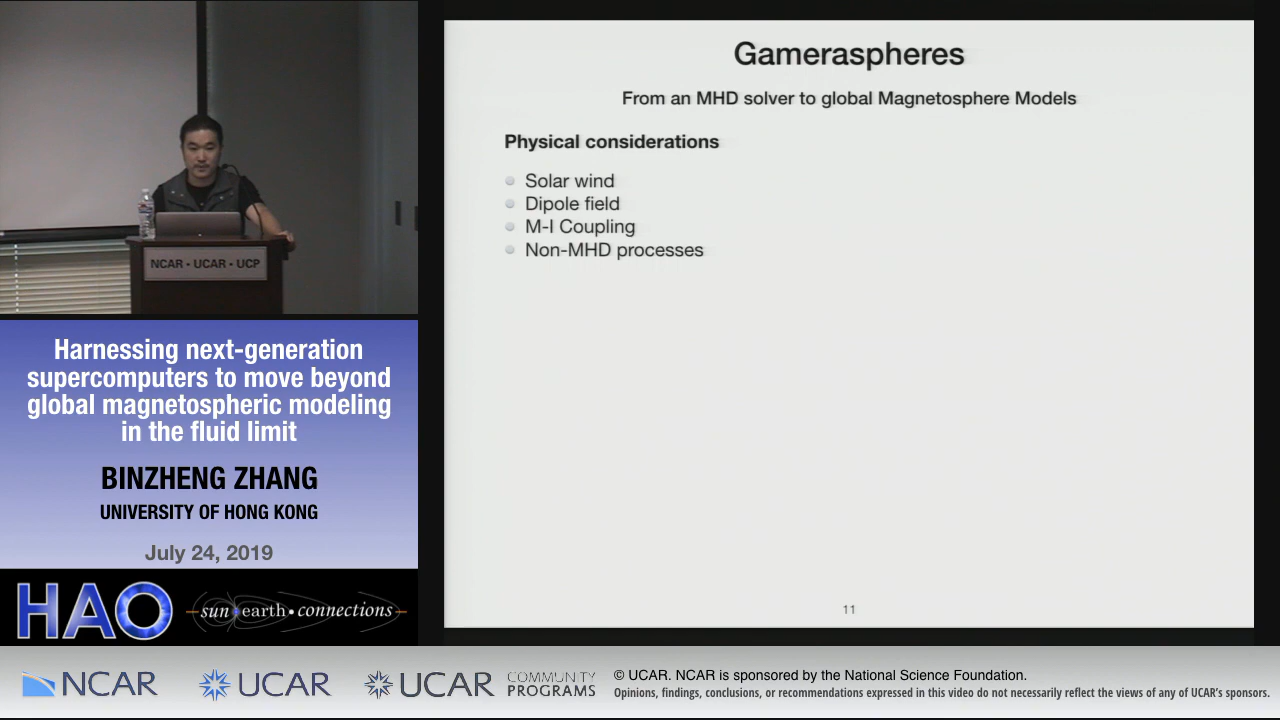 Gameraspheres
From an MHD solver to global Magnetosphere Models
Physical considerations
Solar wind
Dipole field
M-I Coupling
Non-MHD processes
11
NCAR • UCAR • UCP
Harnessing next-generation
supercomputers to move beyond
global magnetospheric modeling
in the fluid limit
BINZHENG ZHANG
UNIVERSITY OF HONG KONG
July 24, 2019
HAO
sun•earth•connections
NCAR
UCAR
UCAR
COMMUNITY
PROGRAMS
© UCAR. NCAR is sponsored by the National Science Foundation.
Opinions, findings, conclusions, or recommendations expressed in this video do not necessarily reflect the views of any of UCAR's sponsors.